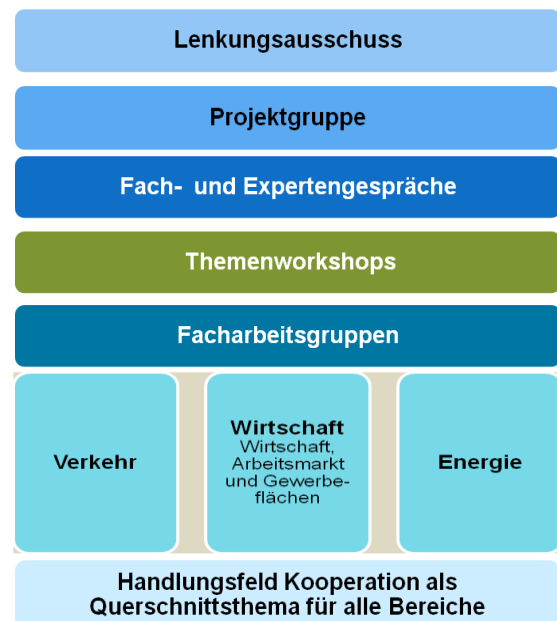 Lenkungsausschuss
Projektgruppe
Fach- und Expertengespräche
Themenworkshops
Facharbeitsgruppen
Verkehr
Wirtschaft
Wirtschaft,
Arbeitsmarkt
und Gewerbe-
flächen
Energie
Handlungsfeld Kooperation als
Querschnittsthema für alle Bereiche